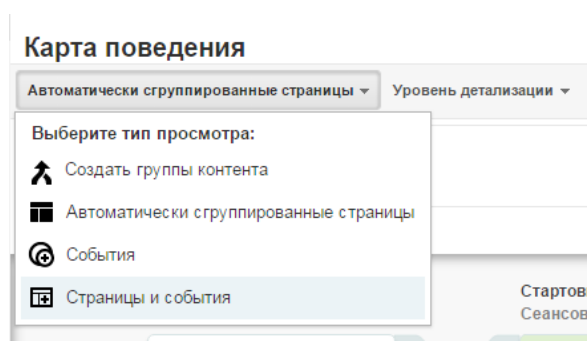 Карта поведения
Автоматически сгруппированные страницы
Уровень детализации
Выберите тип просмотра:
Создать группы контента
Автоматически сгруппированные страницы
События
Страницы и события
Стартов
Сеансов